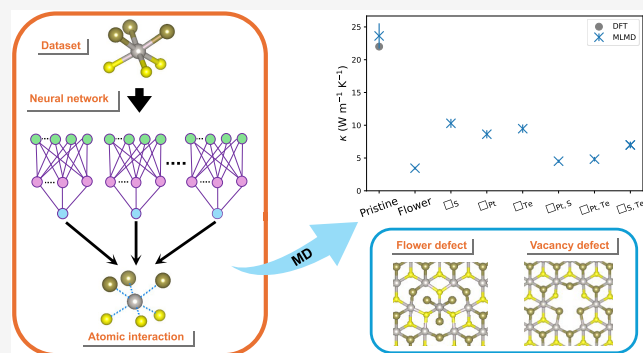 Dataset
Neural network
Atomic interaction
MD
κ (W m⁻¹ K⁻¹)
25
20
15
10
5
0
DFT
MLMD
Pristine
Flower
□S
□Pt
□Te
□Pt, S
□Pt, Te
□S, Te
Flower defect
Vacancy defect